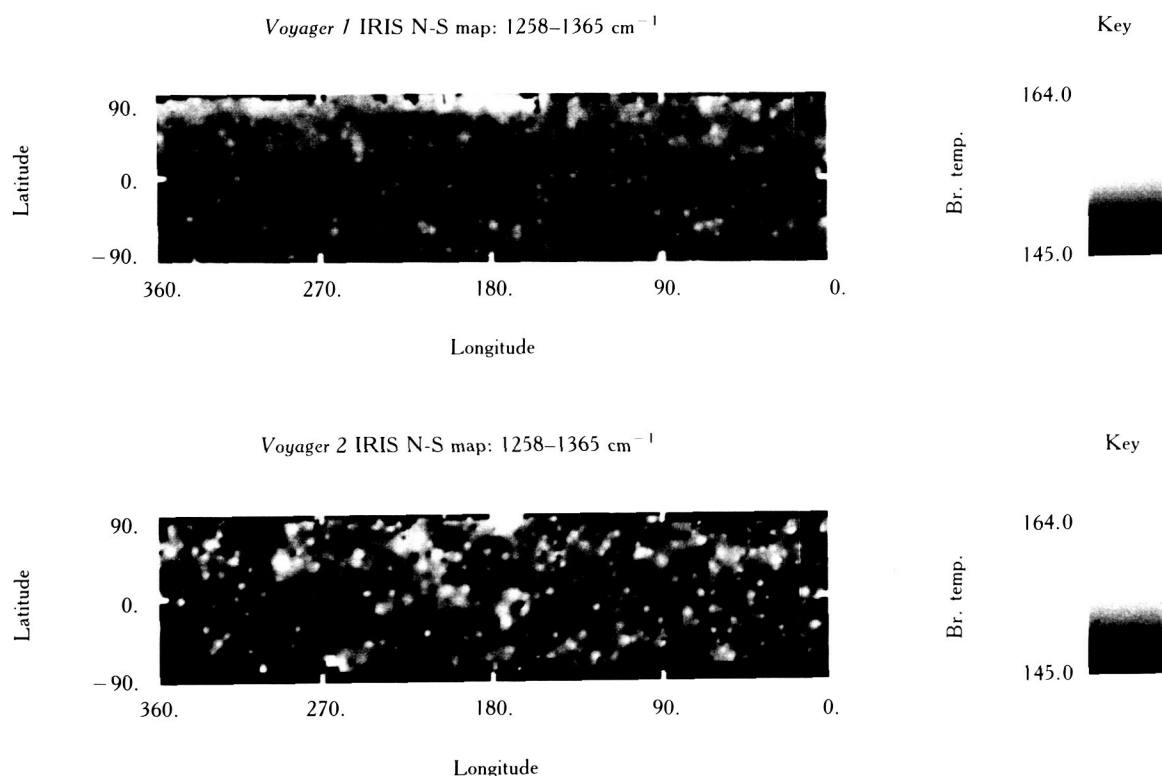 Voyager 1 IRIS N-S map: 1258–1365 cm⁻¹
Key
90.
0.
−90.
Latitude
360.
270.
180.
90.
0.
Longitude
164.0
145.0
Br. temp.
Voyager 2 IRIS N-S map: 1258–1365 cm⁻¹
Key
90.
0.
−90.
Latitude
360.
270.
180.
90.
0.
Longitude
164.0
145.0
Br. temp.